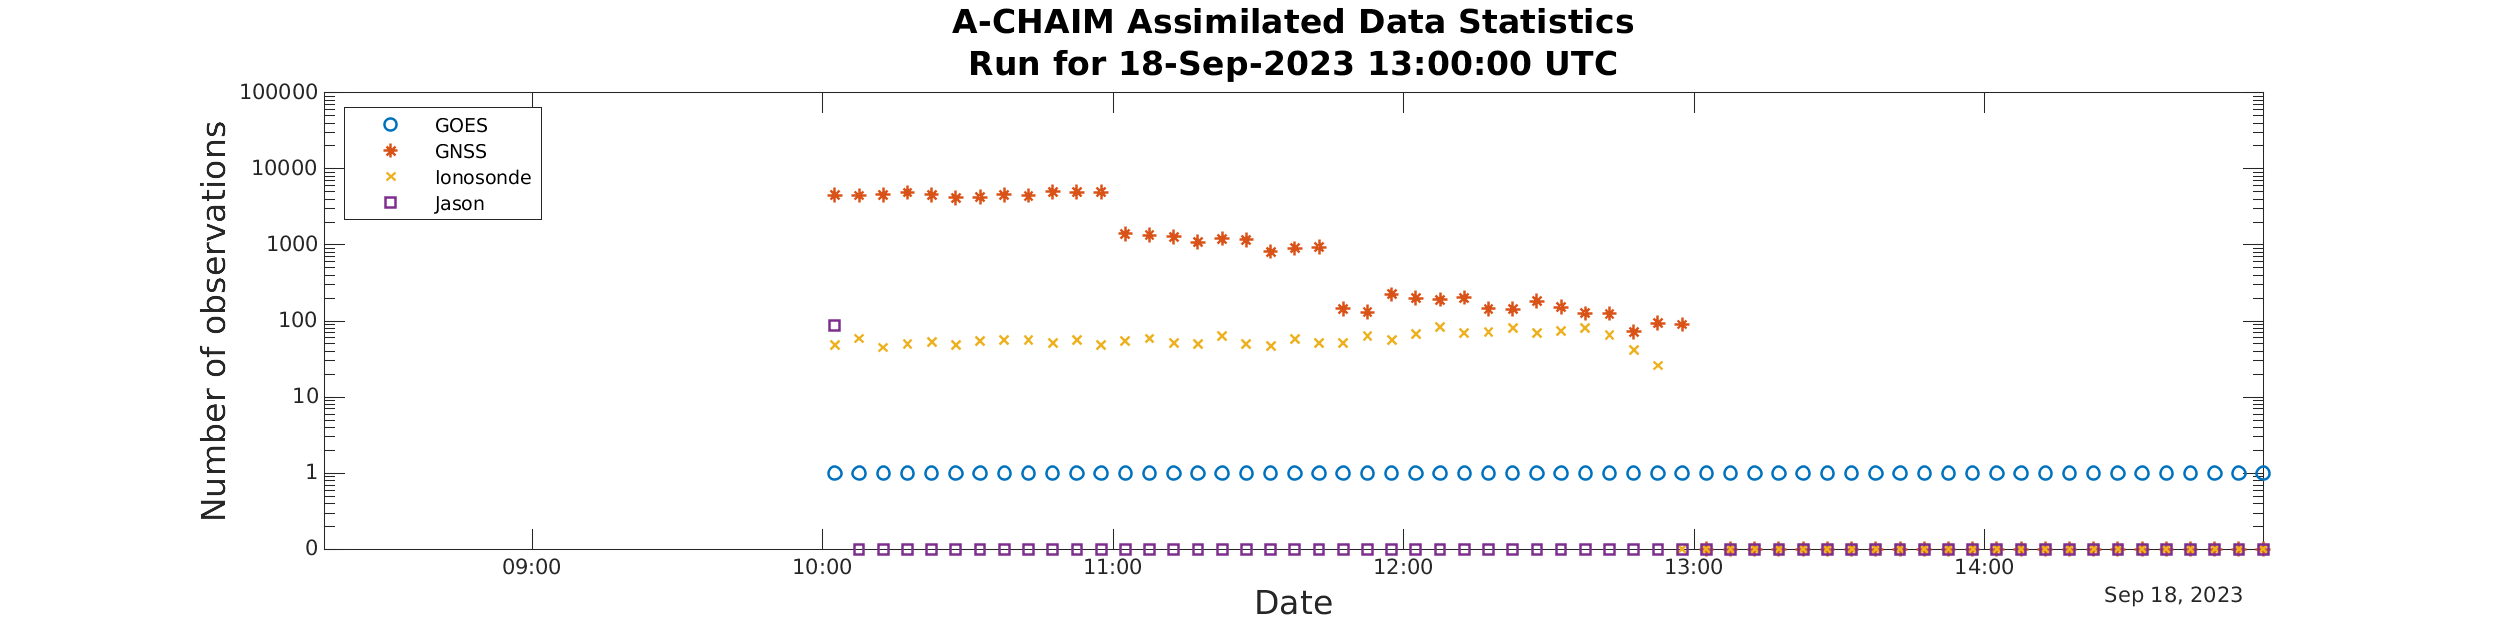 A-CHAIM Assimilated Data Statistics
Run for 18-Sep-2023 13:00:00 UTC
Number of observations
100000
10000
1000
100
10
1
0
GOES
GNSS
Ionosonde
Jason
09:00 10:00 11:00 12:00 13:00 14:00
Sep 18, 2023
Date